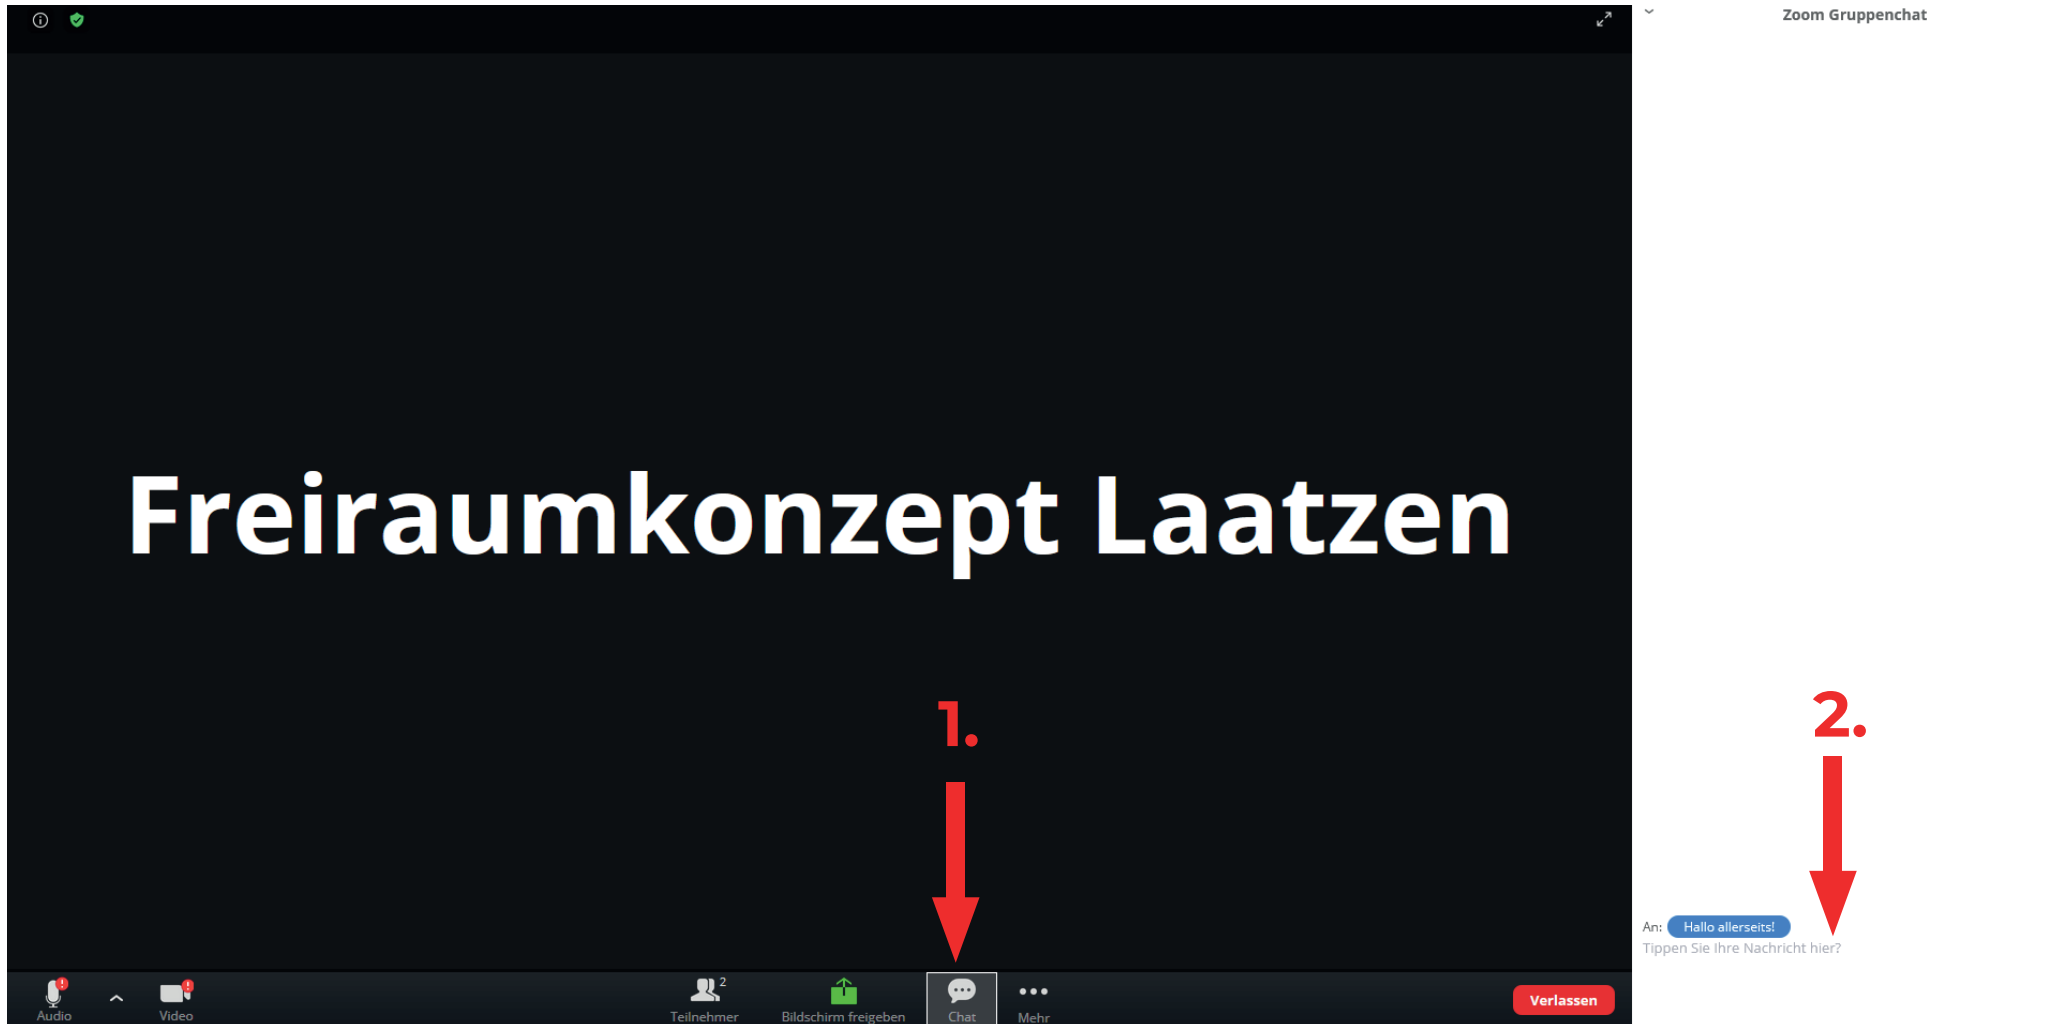 Zoom Gruppenchat
Freiraumkonzept Laatzen
1.
2.
An: Hallo allerseits!
Tippen Sie Ihre Nachricht hier?
Audio
Video
Teilnehmer 2
Bildschirm freigeben
Chat
Mehr
Verlassen